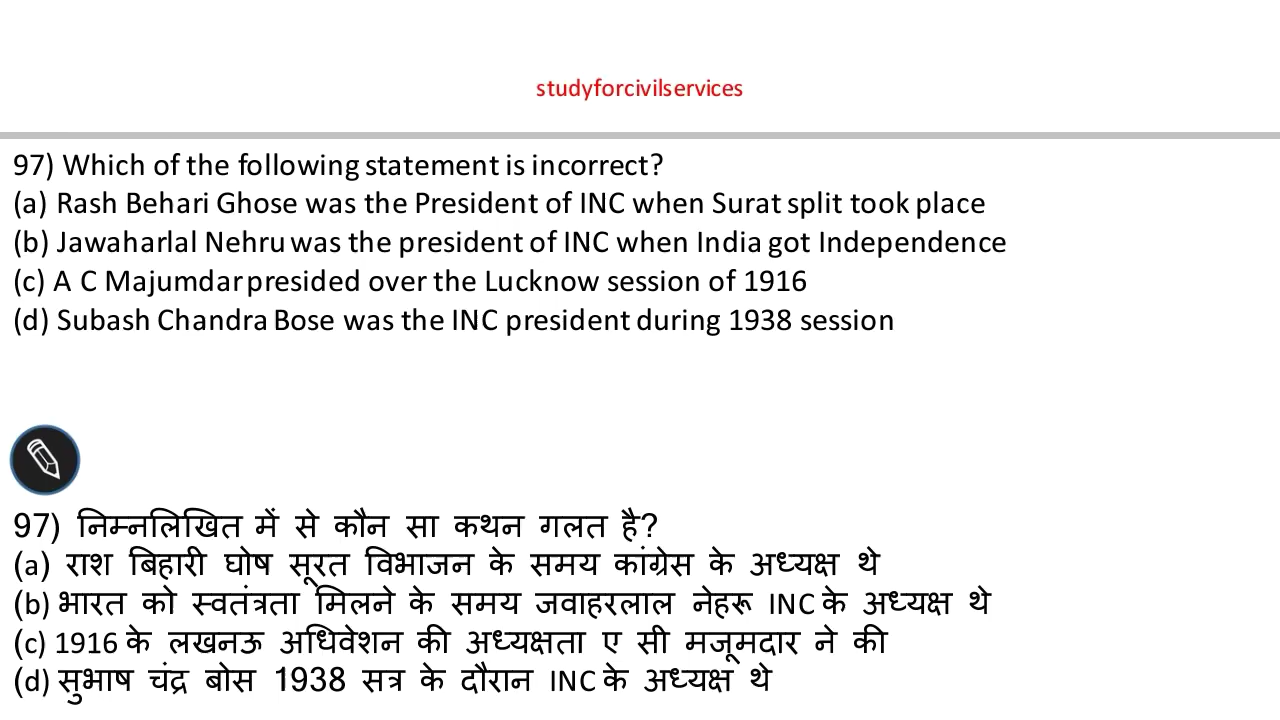 studyforcivilservices
97) Which of the following statement is incorrect?
(a) Rash Behari Ghose was the President of INC when Surat split took place
(b) Jawaharlal Nehru was the president of INC when India got Independence
(c) A C Majumdar presided over the Lucknow session of 1916
(d) Subash Chandra Bose was the INC president during 1938 session
97) निम्नलिखित में से कौन सा कथन गलत है?
(a) राश बिहारी घोष सूरत विभाजन के समय कांग्रेस के अध्यक्ष थे
(b) भारत को स्वतंत्रता मिलने के समय जवाहरलाल नेहरू INC के अध्यक्ष थे
(c) 1916 के लखनऊ अधिवेशन की अध्यक्षता ए सी मजूमदार ने की
(d) सुभाष चंद्र बोस 1938 सत्र के दौरान INC के अध्यक्ष थे